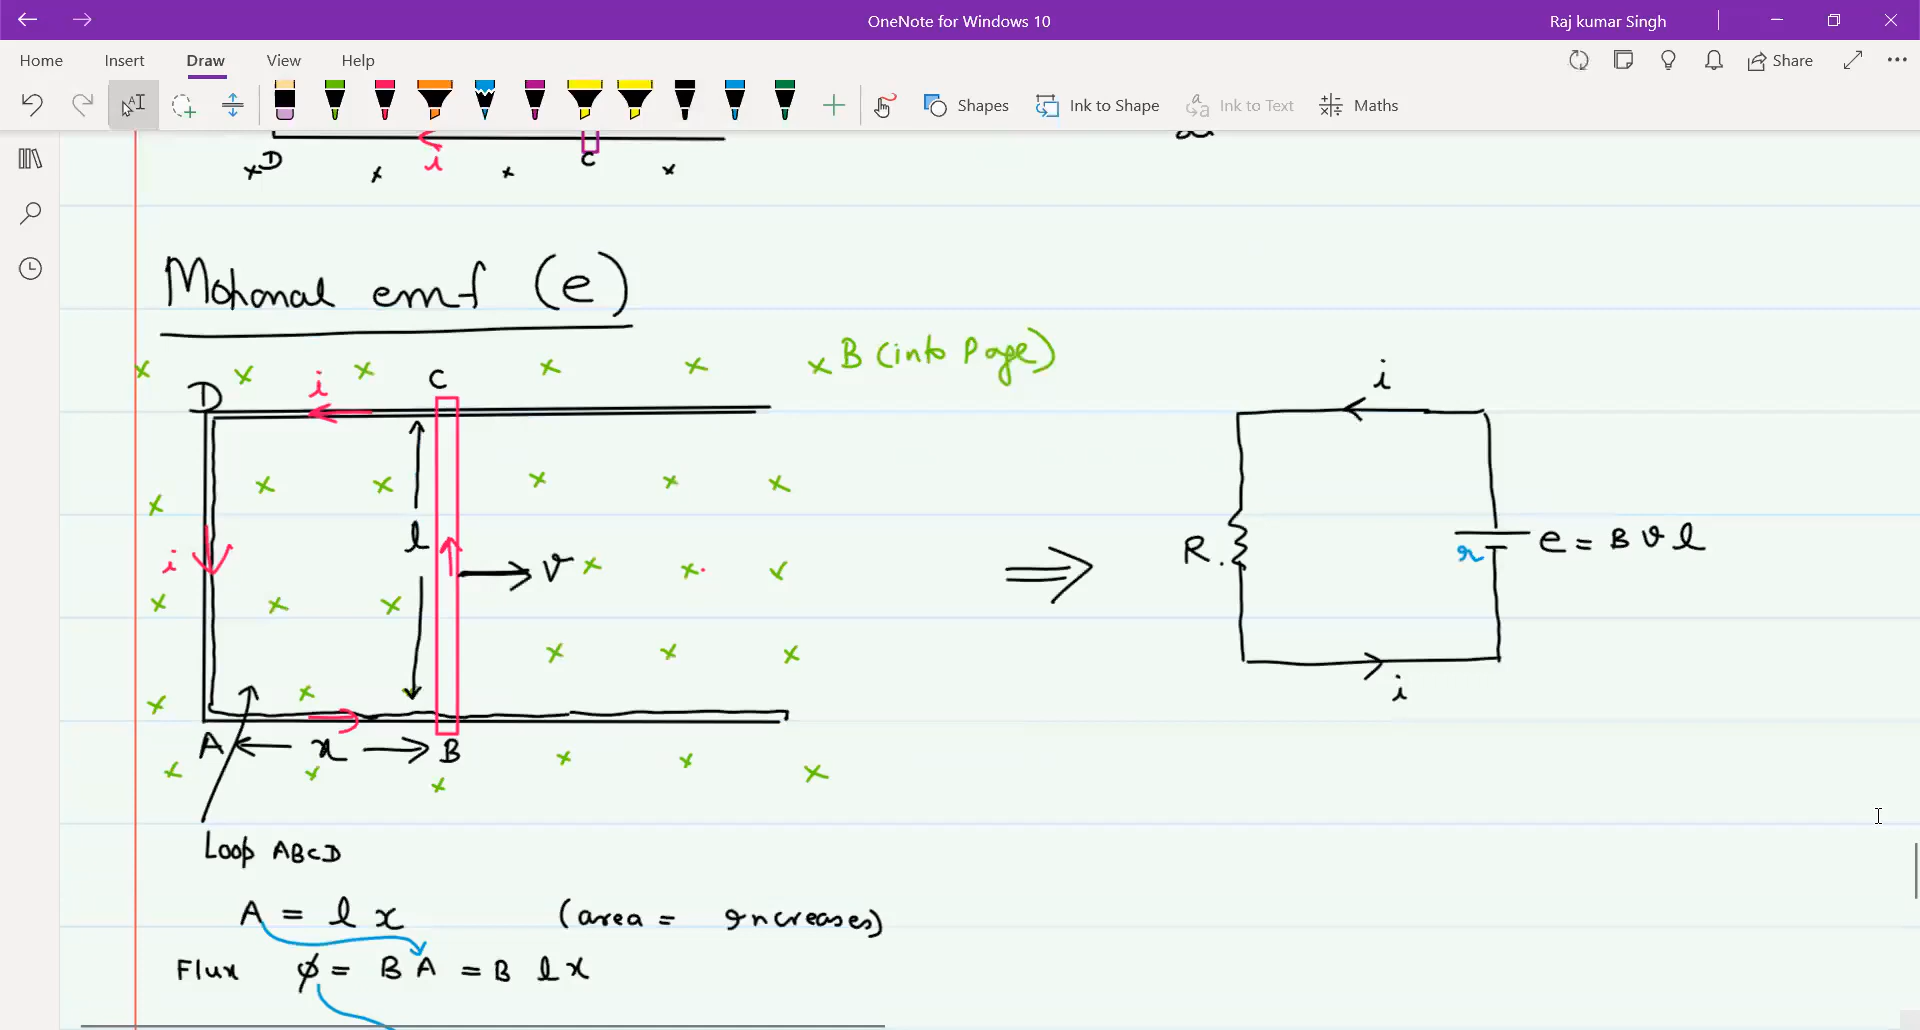 OneNote for Windows 10
Raj kumar Singh
Home Insert Draw View Help
Share
Shapes Ink to Shape Ink to Text Maths
D i C
Motional emf (e)
B (into Page)
D i C
i
l
i
v
R
r
e = B v l
i
A x B
Loop ABCD
A = l x (area = increases)
Flux ϕ = B A = B l x